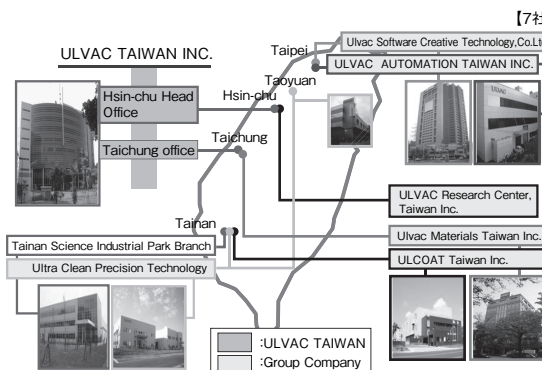 【7社
Ulvac Software Creative Technology,Co.Ltd
ULVAC TAIWAN INC.
Taipei
ULVAC AUTOMATION TAIWAN INC.
Taoyuan
Hsin-chu Head
Office
Hsin-chu
Taichung office
Taichung
ULVAC Research Center,
Taiwan Inc.
Tainan
Ulvac Materials Taiwan Inc.
Tainan Science Industrial Park Branch
ULCOAT Taiwan Inc.
Ultra Clean Precision Technology
:ULVAC TAIWAN
:Group Company